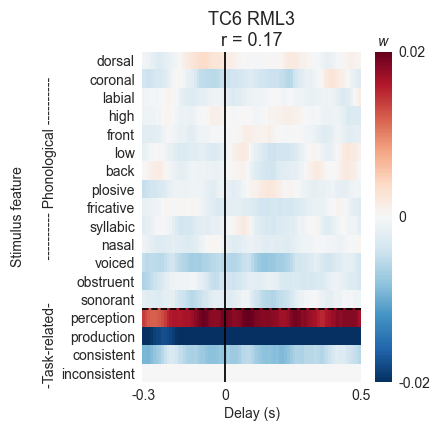 TC6 RML3
r = 0.17
w
dorsal
coronal
labial
high
front
low
back
plosive
fricative
syllabic
nasal
voiced
obstruent
sonorant
perception
production
consistent
inconsistent
Stimulus feature
-Task-related- ----------- Phonological ----------
0.02
0
-0.02
-0.3 0 0.5
Delay (s)